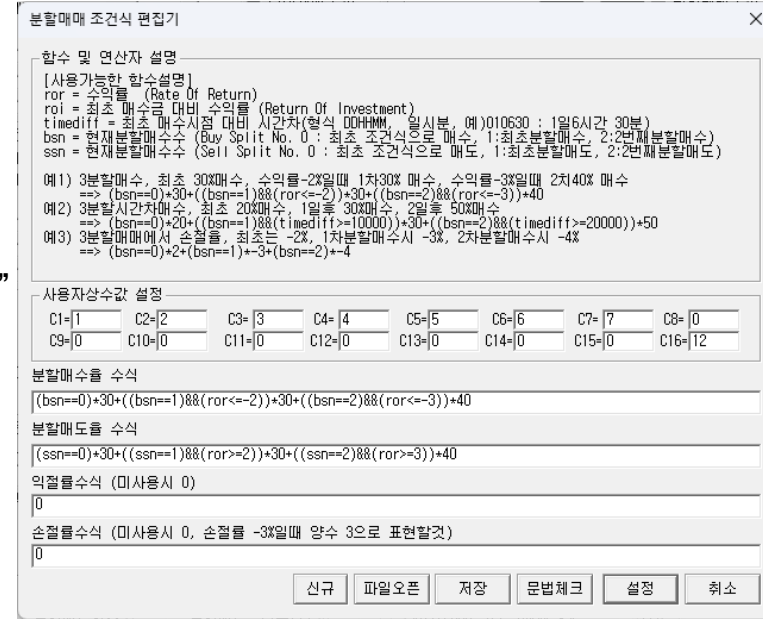 분할매매 조건식 편집기
함수 및 연산자 설명
[사용가능한 함수설명]
ror = 수익률 (Rate Of Return)
roi = 최초 매수금 대비 수익률 (Return Of Investment)
timediff = 최초 매수시점 대비 시간차(형식 DDHHMM, 일시분, 예)010630 : 1일6시간 30분)
bsn = 현재분할매수수 (Buy Split No. 0 : 최초 조건식으로 매수, 1:최초분할매수, 2:2번째분할매수)
ssn = 현재분할매수수 (Sell Split No. 0 : 최초 조건식으로 매도, 1:최초분할매도, 2:2번째분할매도)
예1) 3분할매수, 최초 30%매수, 수익률-2%일때 1차30% 매수, 수익률-3%일때 2치40% 매수
==> (bsn==0)*30+((bsn==1)&&(ror<=-2))*30+((bsn==2)&&(ror<=-3))*40
예2) 3분할시간차매수, 최초 20%매수, 1일후 30%매수, 2일후 50%매수
==> (bsn==0)*20+((bsn==1)&&(timediff>=10000))*30+((bsn==2)&&(timediff>=20000))*50
예3) 3분할매매에서 손절율, 최초는 -2%, 1차분할매수시 -3%, 2차분할매수시 -4%
==> (bsn==0)*2+(bsn==1)*-3+(bsn==2)*-4
”
사용자상수값 설정
C1=1 C2=2 C3=3 C4=4 C5=5 C6=6 C7=7 C8=0
C9=0 C10=0 C11=0 C12=0 C13=0 C14=0 C15=0 C16=12
분할매수율 수식
(bsn==0)*30+((bsn==1)&&(ror<=-2))*30+((bsn==2)&&(ror<=-3))*40
분할매도율 수식
(ssn==0)*30+((ssn==1)&&(ror>=2))*30+((ssn==2)&&(ror>=3))*40
익절률수식 (미사용시 0)
0
손절률수식 (미사용시 0, 손절률 -3%일때 양수 3으로 표현할것)
0
신규 파일오픈 저장 문법체크 설정 취소